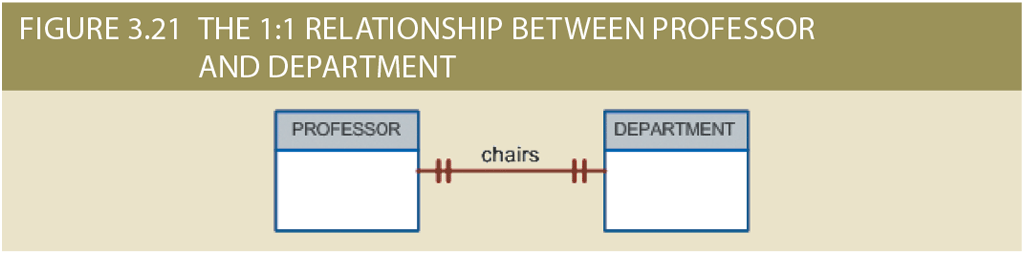 FIGURE 3.21 THE 1:1 RELATIONSHIP BETWEEN PROFESSOR
AND DEPARTMENT
PROFESSOR
chairs
DEPARTMENT